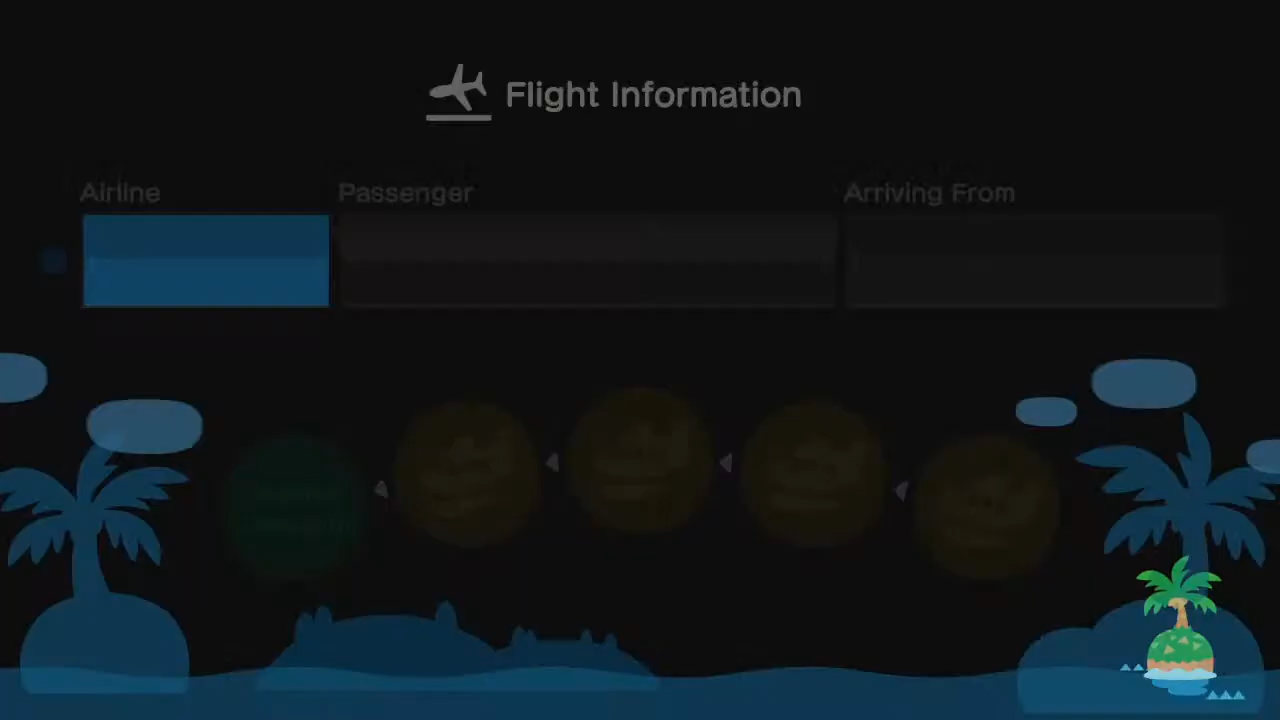 Flight Information
Airline
Passenger
Arriving From